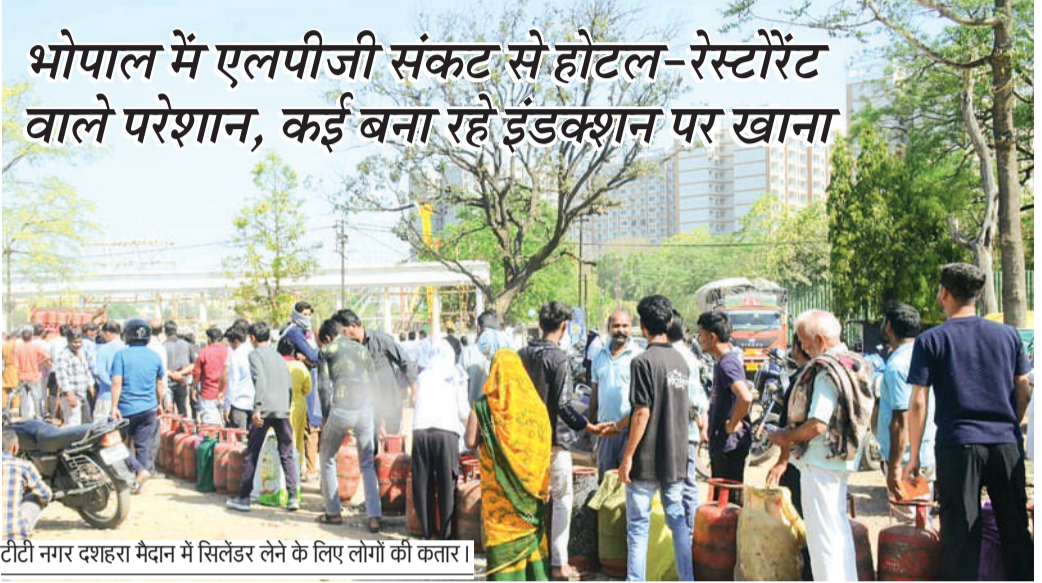 भोपाल में एलपीजी संकट से होटल-रेस्टोरेंट
वाले परेशान, कई बना रहे इंडक्शन पर खाना
टीटी नगर दशहरा मैदान में सिलेंडर लेने के लिए लोगों की कतार।